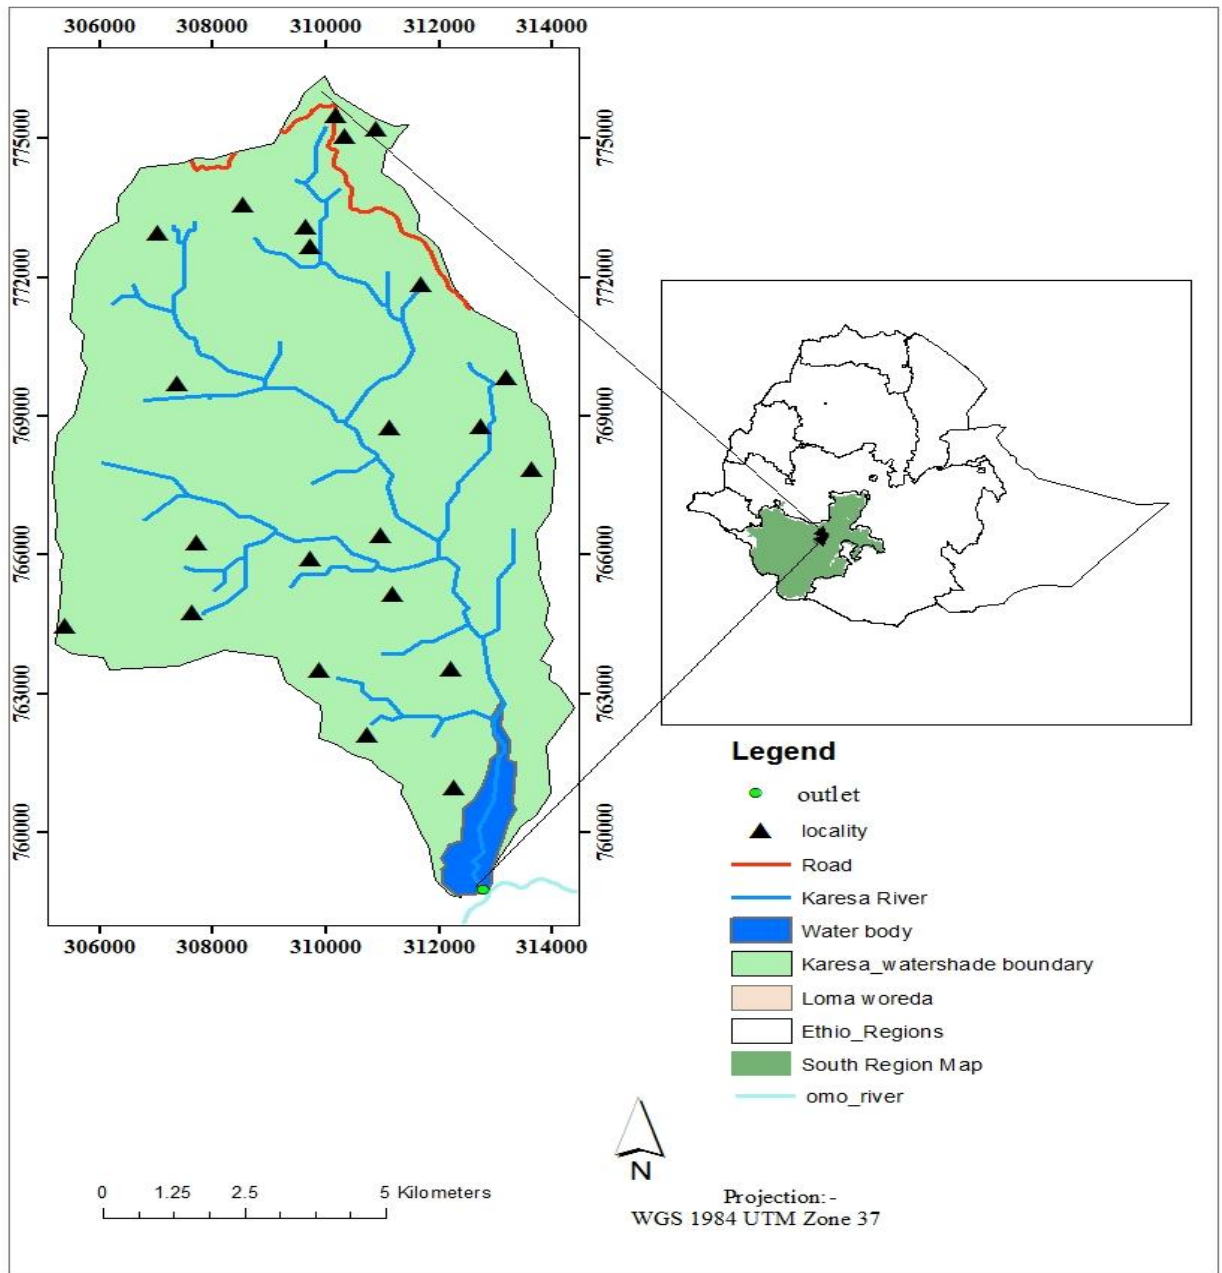 306000 308000 310000 312000 314000
775000 775000
772000 772000
769000 769000
766000 766000
763000 763000
760000 760000
306000 308000 310000 312000 314000
Legend
outlet
locality
Road
Karesa River
Water body
Karesa_watershade boundary
Loma woreda
Ethio_Regions
South Region Map
omo_river
N
0 1.25 2.5 5 Kilometers
Projection:-
WGS 1984 UTM Zone 37